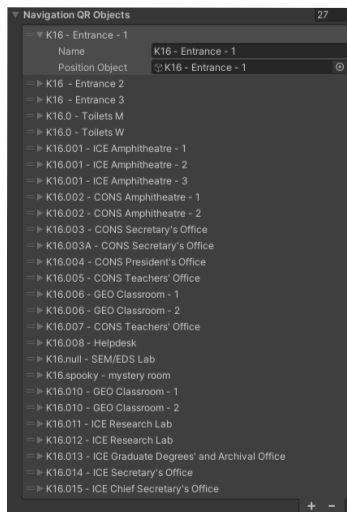 Navigation QR Objects 27
K16 - Entrance - 1
Name K16 - Entrance - 1
Position Object K16 - Entrance - 1
K16 - Entrance 2
K16 - Entrance 3
K16.0 - Toilets M
K16.0 - Toilets W
K16.001 - ICE Amphitheatre - 1
K16.001 - ICE Amphitheatre - 2
K16.001 - ICE Amphitheatre - 3
K16.002 - CONS Amphitheatre - 1
K16.002 - CONS Amphitheatre - 2
K16.003 - CONS Secretary's Office
K16.003A - CONS Secretary's Office
K16.004 - CONS President's Office
K16.005 - CONS Teachers' Office
K16.006 - GEO Classroom - 1
K16.006 - GEO Classroom - 2
K16.007 - CONS Teachers' Office
K16.008 - Helpdesk
K16.null - SEM/EDS Lab
K16.spooky - mystery room
K16.010 - GEO Classroom - 1
K16.010 - GEO Classroom - 2
K16.011 - ICE Research Lab
K16.012 - ICE Research Lab
K16.013 - ICE Graduate Degrees' and Archival Office
K16.014 - ICE Secretary's Office
K16.015 - ICE Chief Secretary's Office
+ -